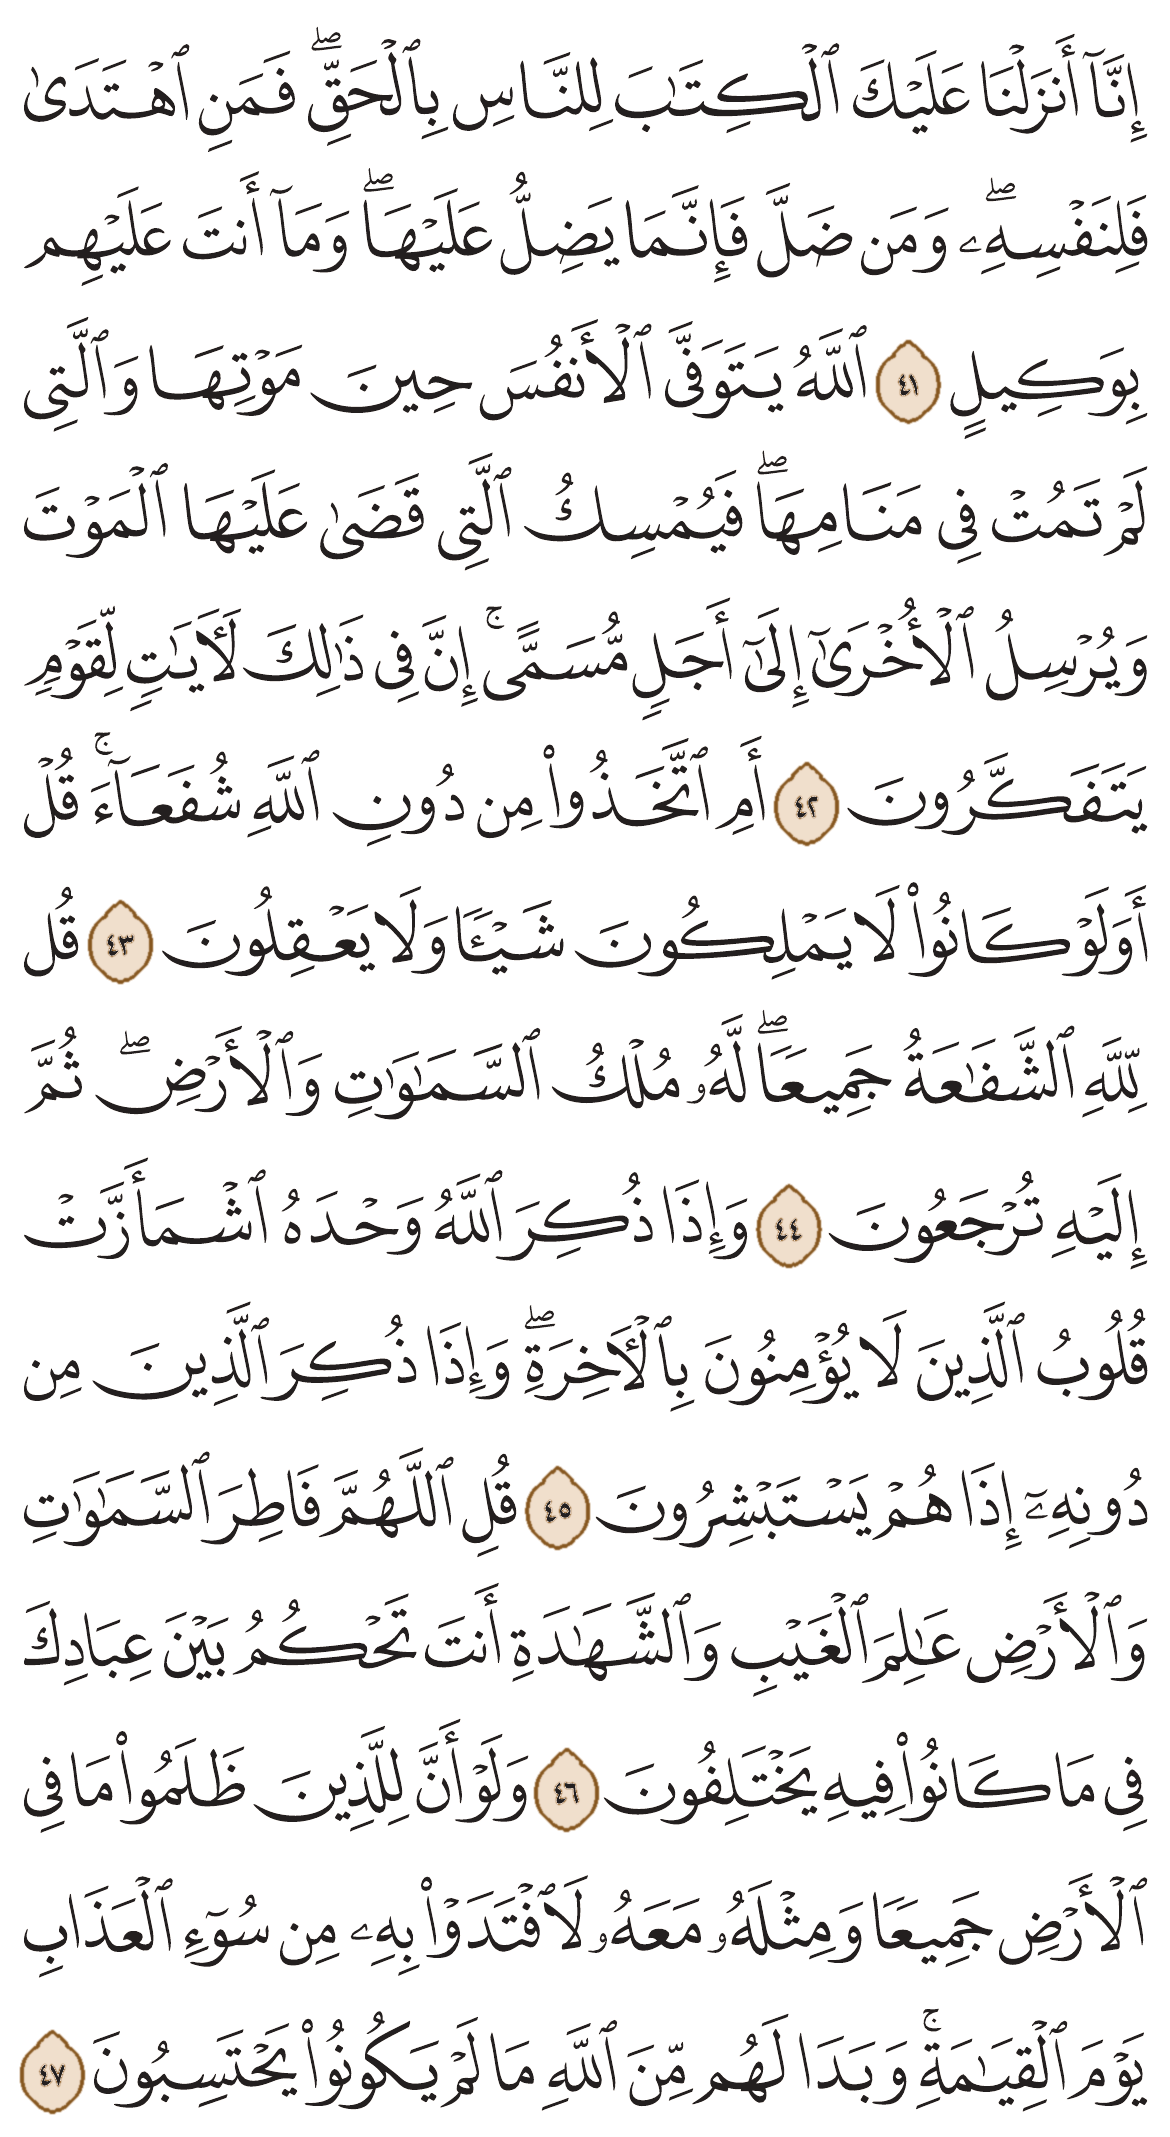 إِنَّآ أَنزَلۡنَا عَلَيۡكَ ٱلۡكِتَٰبَ لِلنَّاسِ بِٱلۡحَقِّۖ فَمَنِ ٱهۡتَدَىٰ
فَلِنَفۡسِهِۦۖ وَمَن ضَلَّ فَإِنَّمَا يَضِلُّ عَلَيۡهَاۖ وَمَآ أَنتَ عَلَيۡهِم
بِوَكِيلٍ ٤١ ٱللَّهُ يَتَوَفَّى ٱلۡأَنفُسَ حِينَ مَوۡتِهَا وَٱلَّتِي
لَمۡ تَمُتۡ فِي مَنَامِهَاۖ فَيُمۡسِكُ ٱلَّتِي قَضَىٰ عَلَيۡهَا ٱلۡمَوۡتَ
وَيُرۡسِلُ ٱلۡأُخۡرَىٰٓ إِلَىٰٓ أَجَلٖ مُّسَمًّىۚ إِنَّ فِي ذَٰلِكَ لَأٓيَٰتٖ لِّقَوۡمٖ
يَتَفَكَّرُونَ ٤٢ أَمِ ٱتَّخَذُواْ مِن دُونِ ٱللَّهِ شُفَعَآءَۚ قُلۡ
أَوَلَوۡ كَانُواْ لَا يَمۡلِكُونَ شَيۡـٔٗا وَلَا يَعۡقِلُونَ ٤٣ قُل
لِّلَّهِ ٱلشَّفَٰعَةُ جَمِيعٗاۖ لَّهُۥ مُلۡكُ ٱلسَّمَٰوَٰتِ وَٱلۡأَرۡضِۖ ثُمَّ
إِلَيۡهِ تُرۡجَعُونَ ٤٤ وَإِذَا ذُكِرَ ٱللَّهُ وَحۡدَهُ ٱشۡمَأَزَّتۡ
قُلُوبُ ٱلَّذِينَ لَا يُؤۡمِنُونَ بِٱلۡأٓخِرَةِۖ وَإِذَا ذُكِرَ ٱلَّذِينَ مِن
دُونِهِۦٓ إِذَا هُمۡ يَسۡتَبۡشِرُونَ ٤٥ قُلِ ٱللَّهُمَّ فَاطِرَ ٱلسَّمَٰوَٰتِ
وَٱلۡأَرۡضِ عَٰلِمَ ٱلۡغَيۡبِ وَٱلشَّهَٰدَةِ أَنتَ تَحۡكُمُ بَيۡنَ عِبَادِكَ
فِي مَا كَانُواْ فِيهِ يَخۡتَلِفُونَ ٤٦ وَلَوۡ أَنَّ لِلَّذِينَ ظَلَمُواْ مَا فِي
ٱلۡأَرۡضِ جَمِيعٗا وَمِثۡلَهُۥ مَعَهُۥ لَٱفۡتَدَوۡاْ بِهِۦ مِن سُوٓءِ ٱلۡعَذَابِ
يَوۡمَ ٱلۡقِيَٰمَةِۚ وَبَدَا لَهُم مِّنَ ٱللَّهِ مَا لَمۡ يَكُونُواْ يَحۡتَسِبُونَ ٤٧